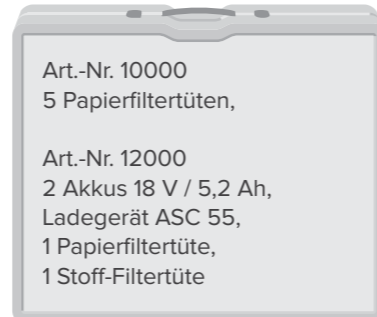 Art.-Nr. 10000
5 Papierfiltertüten,
Art.-Nr. 12000
2 Akkus 18 V / 5,2 Ah,
Ladegerät ASC 55,
1 Papierfiltertüte,
1 Stoff-Filtertüte